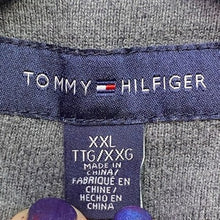 TOMMY HILFIGER
XXL
TTG/XXG
MADE IN
CHINA/
FABRIQUÉ EN
CHINE/
HECHO EN
CHINA